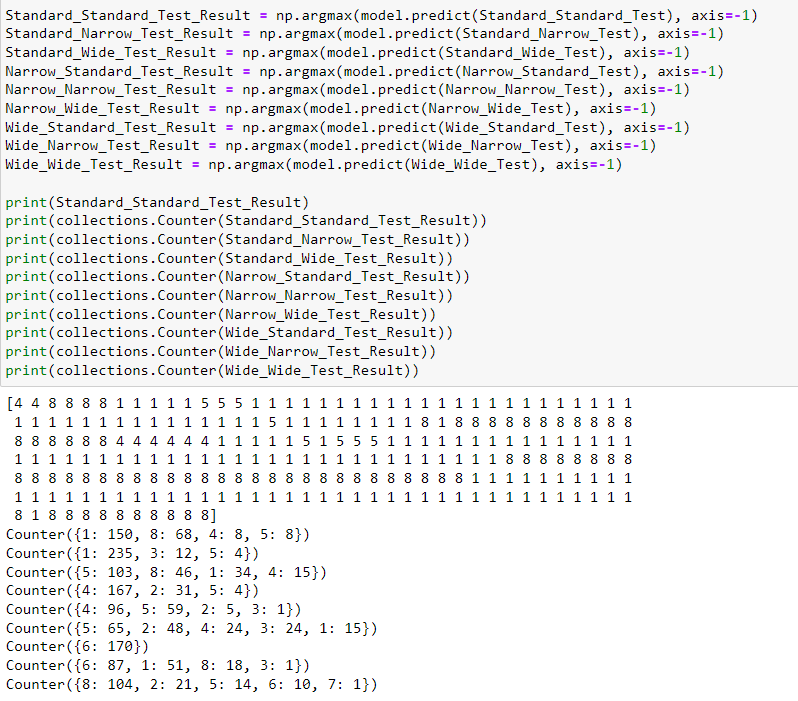 Standard_Standard_Test_Result = np.argmax(model.predict(Standard_Standard_Test), axis=-1)
Standard_Narrow_Test_Result = np.argmax(model.predict(Standard_Narrow_Test), axis=-1)
Standard_Wide_Test_Result = np.argmax(model.predict(Standard_Wide_Test), axis=-1)
Narrow_Standard_Test_Result = np.argmax(model.predict(Narrow_Standard_Test), axis=-1)
Narrow_Narrow_Test_Result = np.argmax(model.predict(Narrow_Narrow_Test), axis=-1)
Narrow_Wide_Test_Result = np.argmax(model.predict(Narrow_Wide_Test), axis=-1)
Wide_Standard_Test_Result = np.argmax(model.predict(Wide_Standard_Test), axis=-1)
Wide_Narrow_Test_Result = np.argmax(model.predict(Wide_Narrow_Test), axis=-1)
Wide_Wide_Test_Result = np.argmax(model.predict(Wide_Wide_Test), axis=-1)
print(Standard_Standard_Test_Result)
print(collections.Counter(Standard_Standard_Test_Result))
print(collections.Counter(Standard_Narrow_Test_Result))
print(collections.Counter(Standard_Wide_Test_Result))
print(collections.Counter(Narrow_Standard_Test_Result))
print(collections.Counter(Narrow_Narrow_Test_Result))
print(collections.Counter(Narrow_Wide_Test_Result))
print(collections.Counter(Wide_Standard_Test_Result))
print(collections.Counter(Wide_Narrow_Test_Result))
print(collections.Counter(Wide_Wide_Test_Result))
[4 4 8 8 8 8 1 1 1 1 1 5 5 5 1 1 1 1 1 1 1 1 1 1 1 1 1 1 1 1 1 1 1 1 1 1 1
1 1 1 1 1 1 1 1 1 1 1 1 1 1 1 5 1 1 1 1 1 1 1 1 8 1 8 8 8 8 8 8 8 8 8 8 8
8 8 8 8 8 8 4 4 4 4 4 4 1 1 1 1 1 5 1 5 5 5 1 1 1 1 1 1 1 1 1 1 1 1 1 1 1
1 1 1 1 1 1 1 1 1 1 1 1 1 1 1 1 1 1 1 1 1 1 1 1 1 1 1 1 1 8 8 8 8 8 8 8 8
8 8 8 8 8 8 8 8 8 8 8 8 8 8 8 8 8 8 8 8 8 8 8 8 8 8 8 1 1 1 1 1 1 1 1 1 1
1 1 1 1 1 1 1 1 1 1 1 1 1 1 1 1 1 1 1 1 1 1 1 1 1 1 1 1 1 1 1 1 1 1 1 1 1
8 1 8 8 8 8 8 8 8 8 8 8]
Counter({1: 150, 8: 68, 4: 8, 5: 8})
Counter({1: 235, 3: 12, 5: 4})
Counter({5: 103, 8: 46, 1: 34, 4: 15})
Counter({4: 167, 2: 31, 5: 4})
Counter({4: 96, 5: 59, 2: 5, 3: 1})
Counter({5: 65, 2: 48, 4: 24, 3: 24, 1: 15})
Counter({6: 170})
Counter({6: 87, 1: 51, 8: 18, 3: 1})
Counter({8: 104, 2: 21, 5: 14, 6: 10, 7: 1})